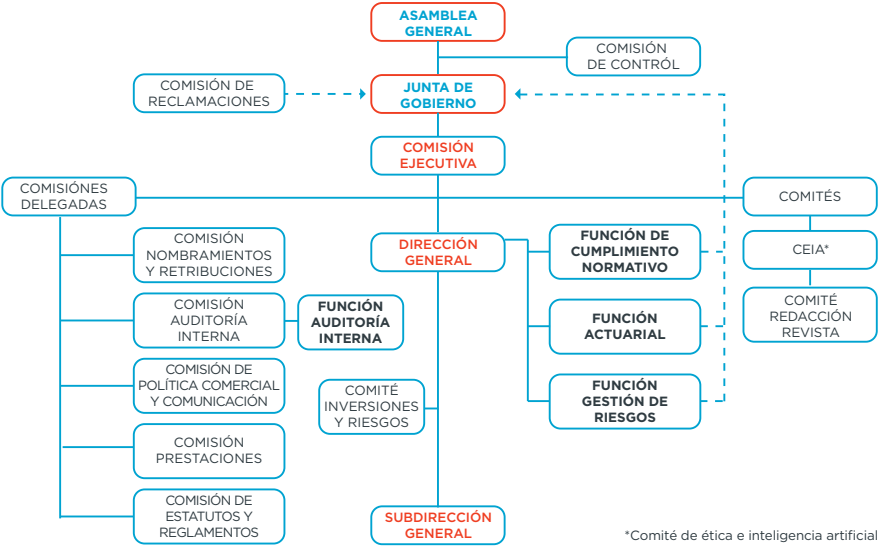 ASAMBLEA
GENERAL
COMISIÓN
DE CONTRÓL
COMISIÓN DE
RECLAMACIONES
JUNTA DE
GOBIERNO
COMISIÓN
EJECUTIVA
COMISIÓNES
DELEGADAS
COMITÉS
COMISIÓN
NOMBRAMIENTOS
Y RETRIBUCIONES
DIRECCIÓN
GENERAL
FUNCIÓN DE
CUMPLIMIENTO
NORMATIVO
CEIA*
COMISIÓN
AUDITORÍA
INTERNA
FUNCIÓN
AUDITORÍA
INTERNA
FUNCIÓN
ACTUARIAL
COMITÉ
REDACCIÓN
REVISTA
COMISIÓN DE
POLÍTICA COMERCIAL
Y COMUNICACIÓN
COMITÉ
INVERSIONES
Y RIESGOS
FUNCIÓN
GESTIÓN DE
RIESGOS
COMISIÓN
PRESTACIONES
COMISIÓN DE
ESTATUTOS Y
REGLAMENTOS
SUBDIRECCIÓN
GENERAL
*Comité de ética e inteligencia artificial